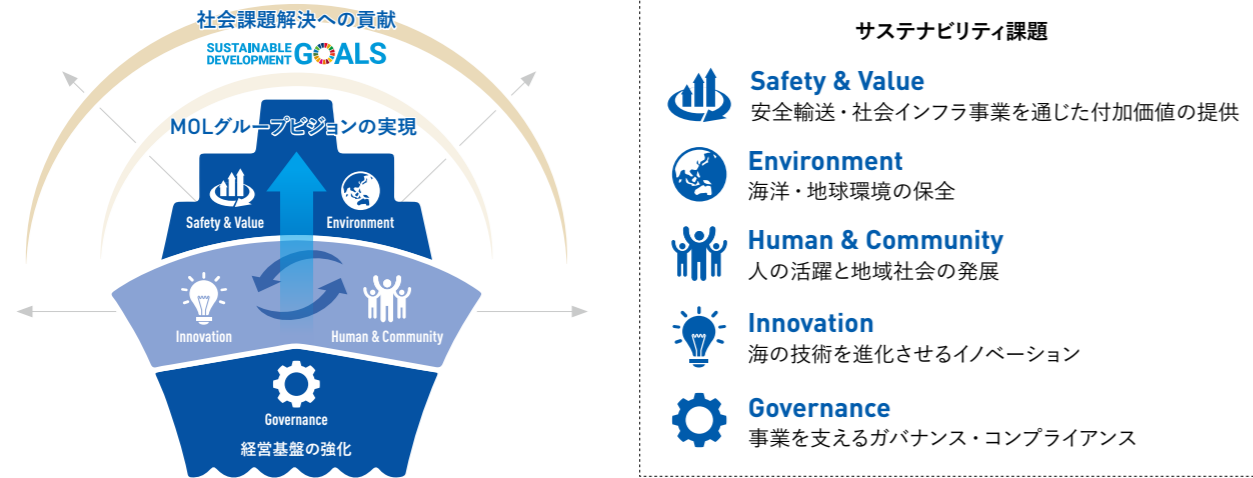 社会課題解決への貢献
SUSTAINABLE
DEVELOPMENT GOALS
MOLグループビジョンの実現
Safety & Value
Environment
Innovation
Human & Community
Governance
経営基盤の強化
サステナビリティ課題
Safety & Value
安全輸送・社会インフラ事業を通じた付加価値の提供
Environment
海洋・地球環境の保全
Human & Community
人の活躍と地域社会の発展
Innovation
海の技術を進化させるイノベーション
Governance
事業を支えるガバナンス・コンプライアンス